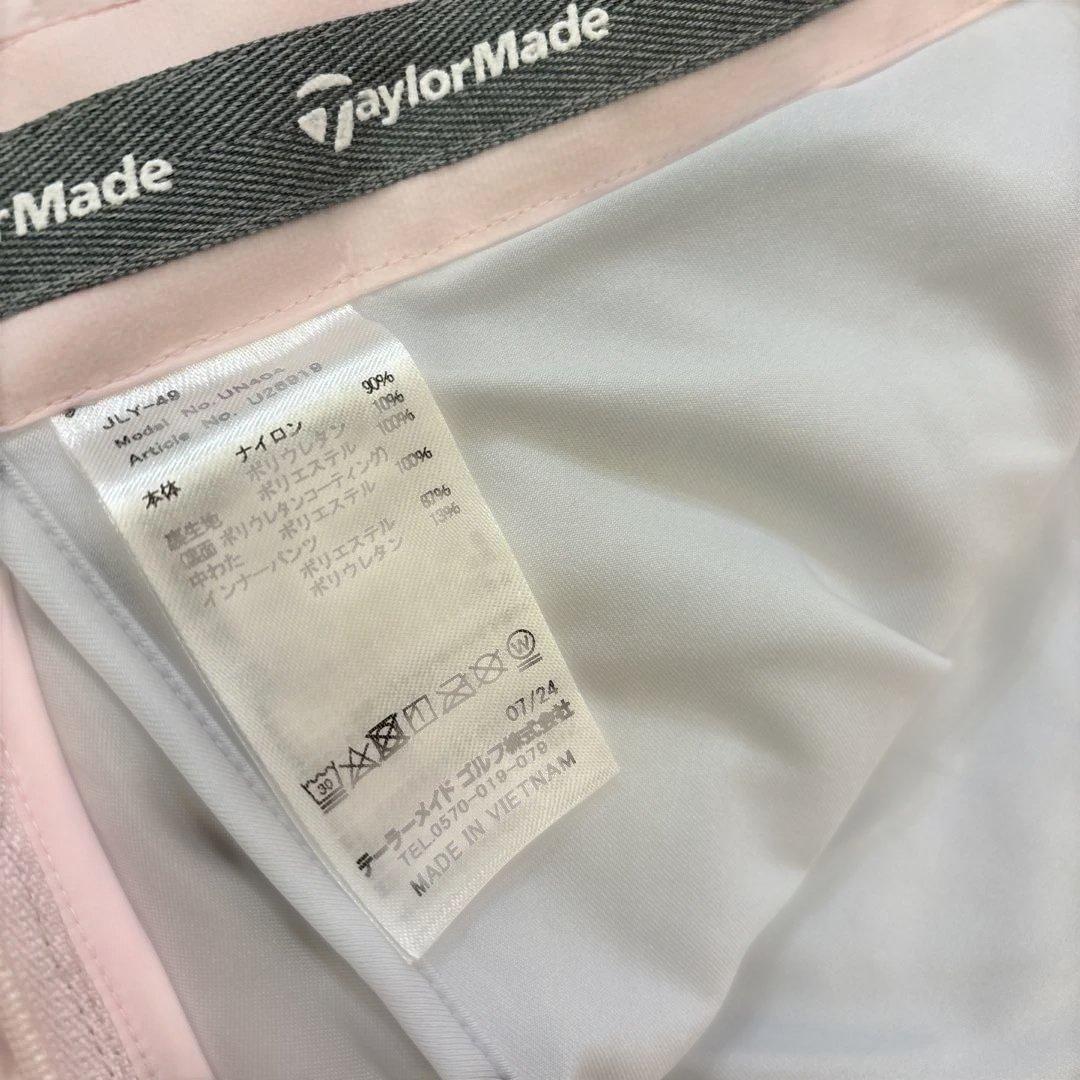 TaylorMade
rMade
JLY-49
Model No. UN494
Article No. U28919
本体 ナイロン 90%
ポリウレタン 10%
裏生地 ポリエステル 100%
(裏面 ポリウレタンコーティング)
中わた ポリエステル 100%
インナーパンツ ポリエステル 87%
ポリウレタン 13%
30
W
07/24
テーラーメイド ゴルフ株式会社
TEL.0570-019-079
MADE IN VIETNAM